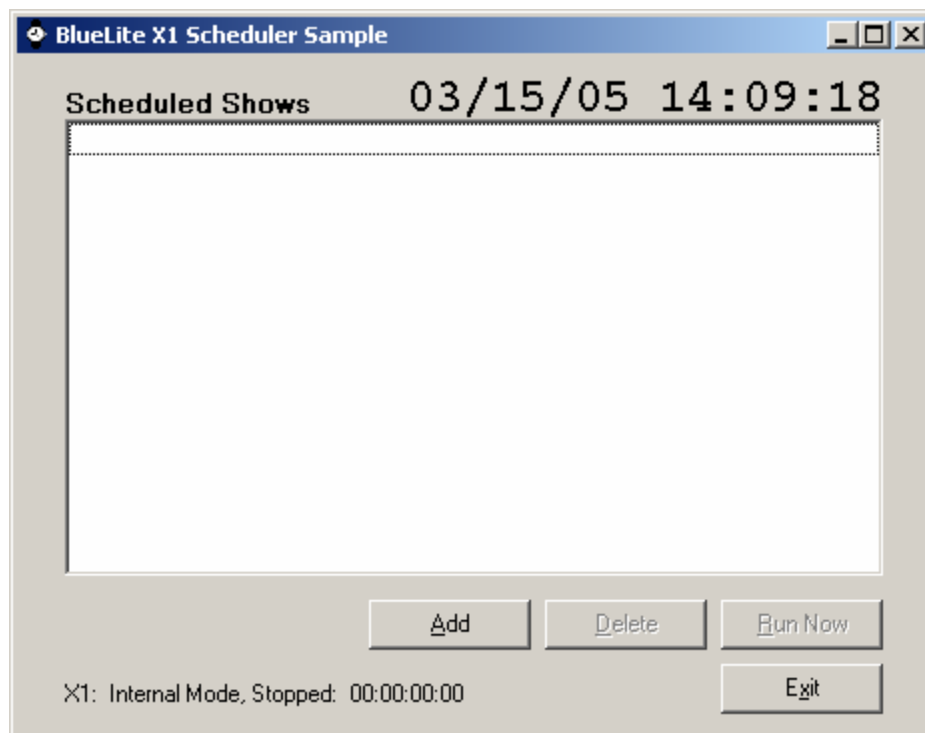 BlueLite X1 Scheduler Sample
Scheduled Shows 03/15/05 14:09:18
Add Delete Run Now
X1: Internal Mode, Stopped: 00:00:00:00 Exit